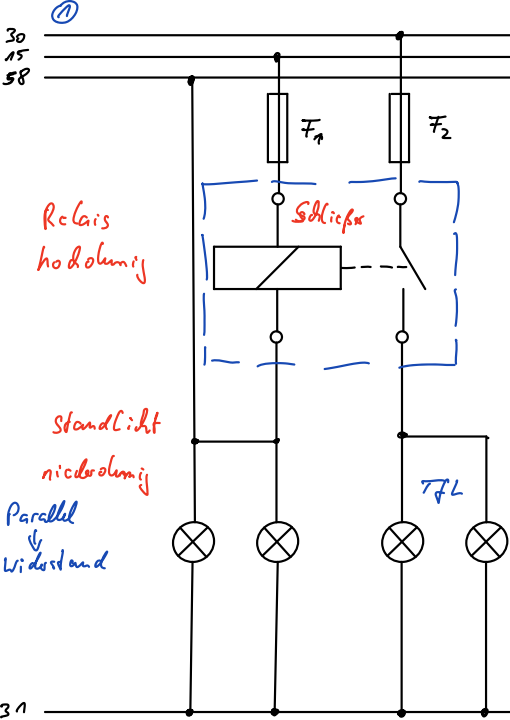 1
30
15
58
F1
F2
Schließer
Relais
hochohmig
Standlicht
niederohmig
TFL
Parallel
Widerstand
31